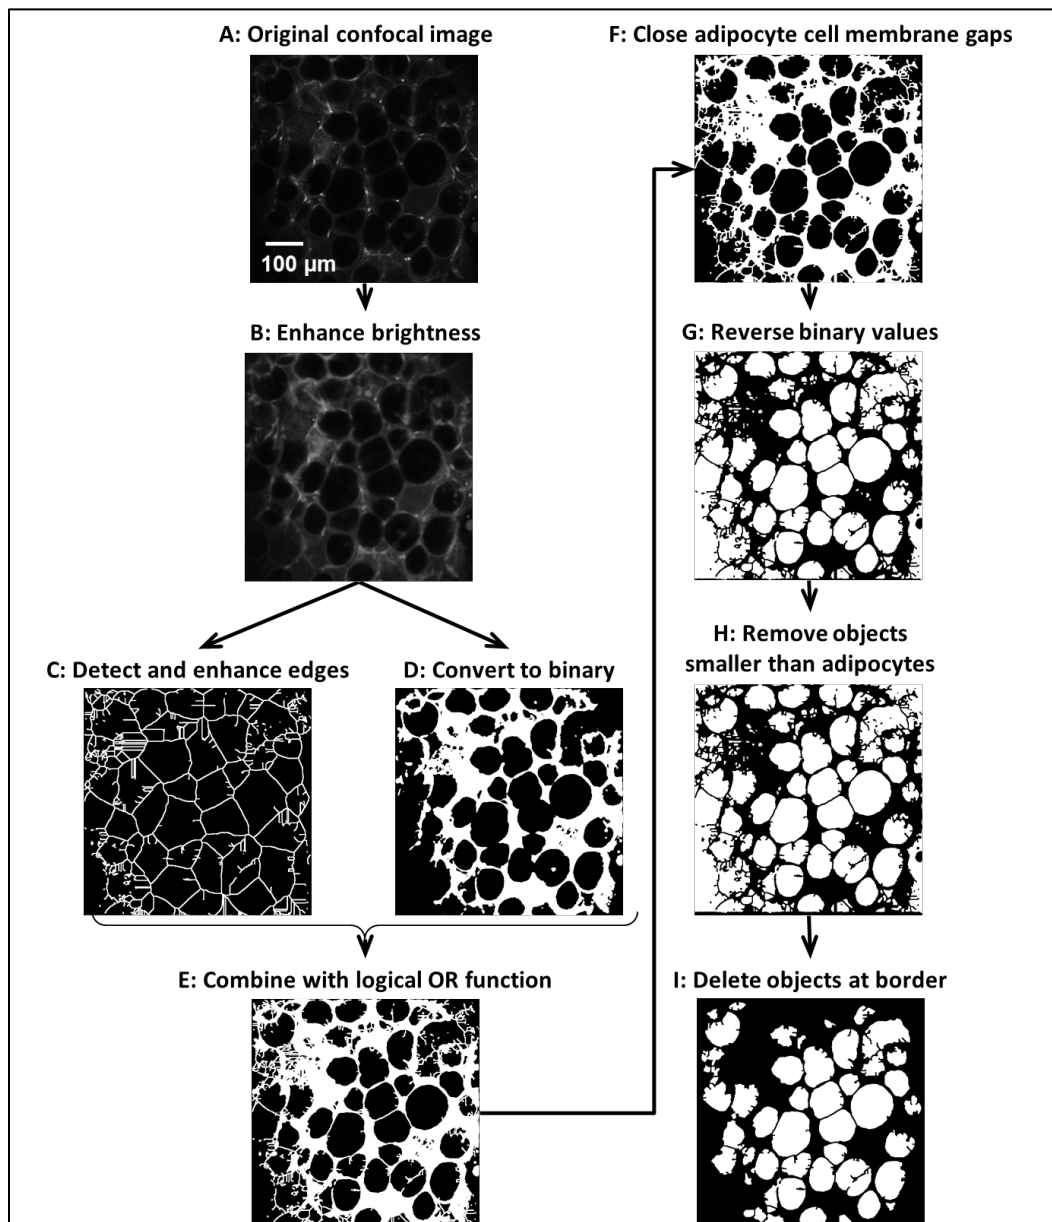 A: Original confocal image
100 µm
B: Enhance brightness
C: Detect and enhance edges
D: Convert to binary
E: Combine with logical OR function
F: Close adipocyte cell membrane gaps
G: Reverse binary values
H: Remove objects
smaller than adipocytes
I: Delete objects at border